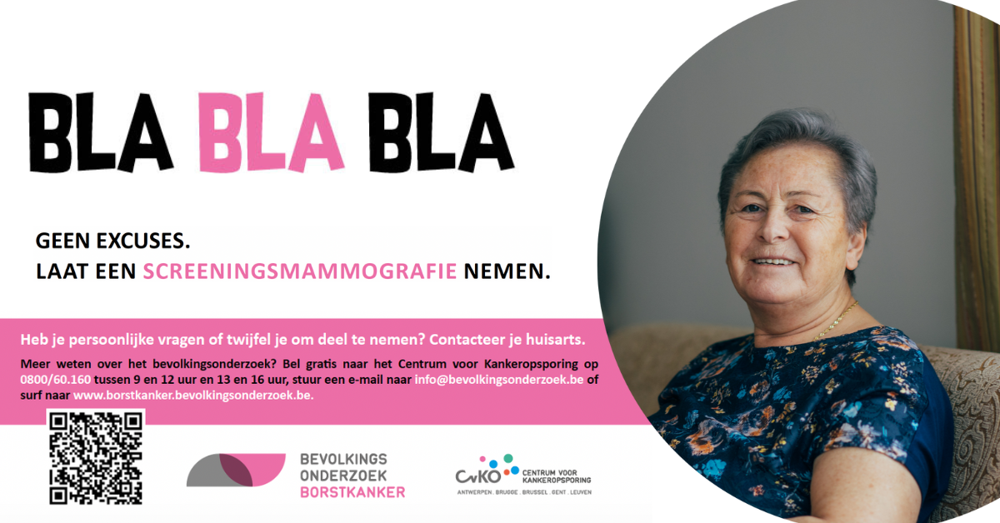 BLA BLA BLA
GEEN EXCUSES.
LAAT EEN SCREENINGSMAMMOGRAFIE NEMEN.
Heb je persoonlijke vragen of twijfel je om deel te nemen? Contacteer je huisarts.
Meer weten over het bevolkingsonderzoek? Bel gratis naar het Centrum voor Kankeropsporing op
0800/60.160 tussen 9 en 12 uur en 13 en 16 uur, stuur een e-mail naar info@bevolkingsonderzoek.be of
surf naar www.borstkanker.bevolkingsonderzoek.be.
BEVOLKINGS
ONDERZOEK
BORSTKANKER
CvKO
CENTRUM VOOR
KANKEROPSPORING
ANTWERPEN . BRUGGE . BRUSSEL . GENT . LEUVEN